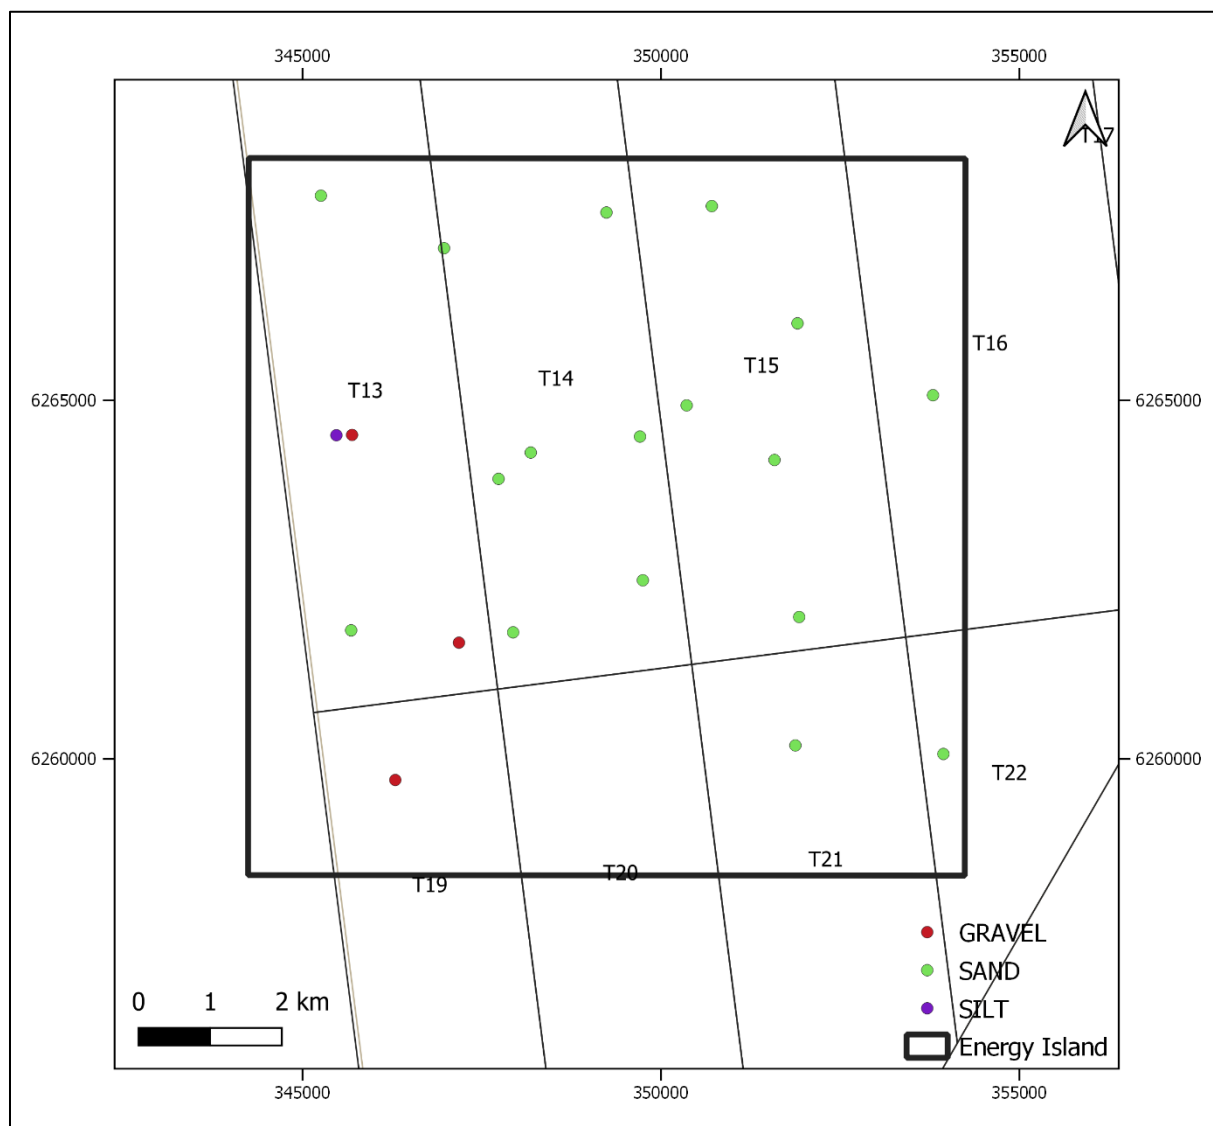 345000 350000 355000
T17
T16
T15
T14
T13
6265000 6265000
6260000 6260000
T22
T21
T20
T19
GRAVEL
SAND
SILT
Energy Island
0 1 2 km
345000 350000 355000